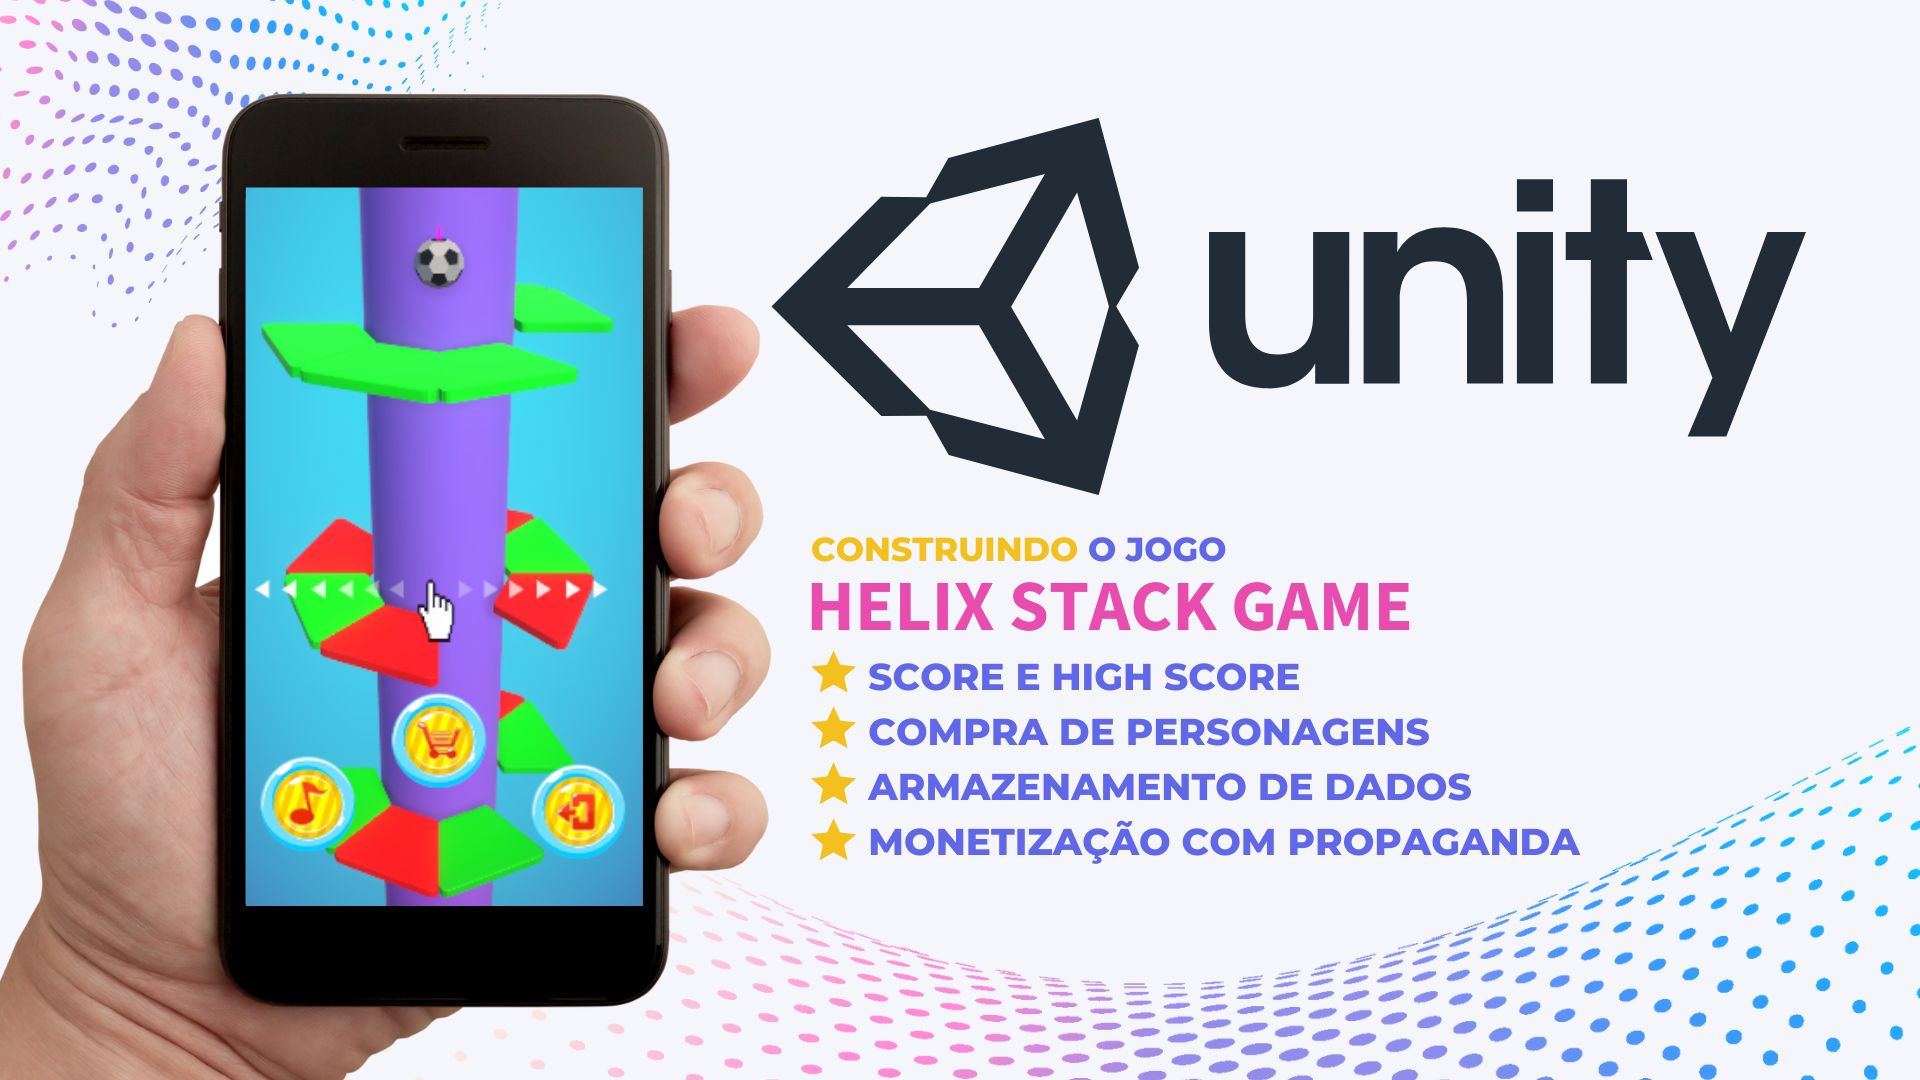 unity
CONSTRUINDO O JOGO
HELIX STACK GAME
SCORE E HIGH SCORE
COMPRA DE PERSONAGENS
ARMAZENAMENTO DE DADOS
MONETIZAÇÃO COM PROPAGANDA